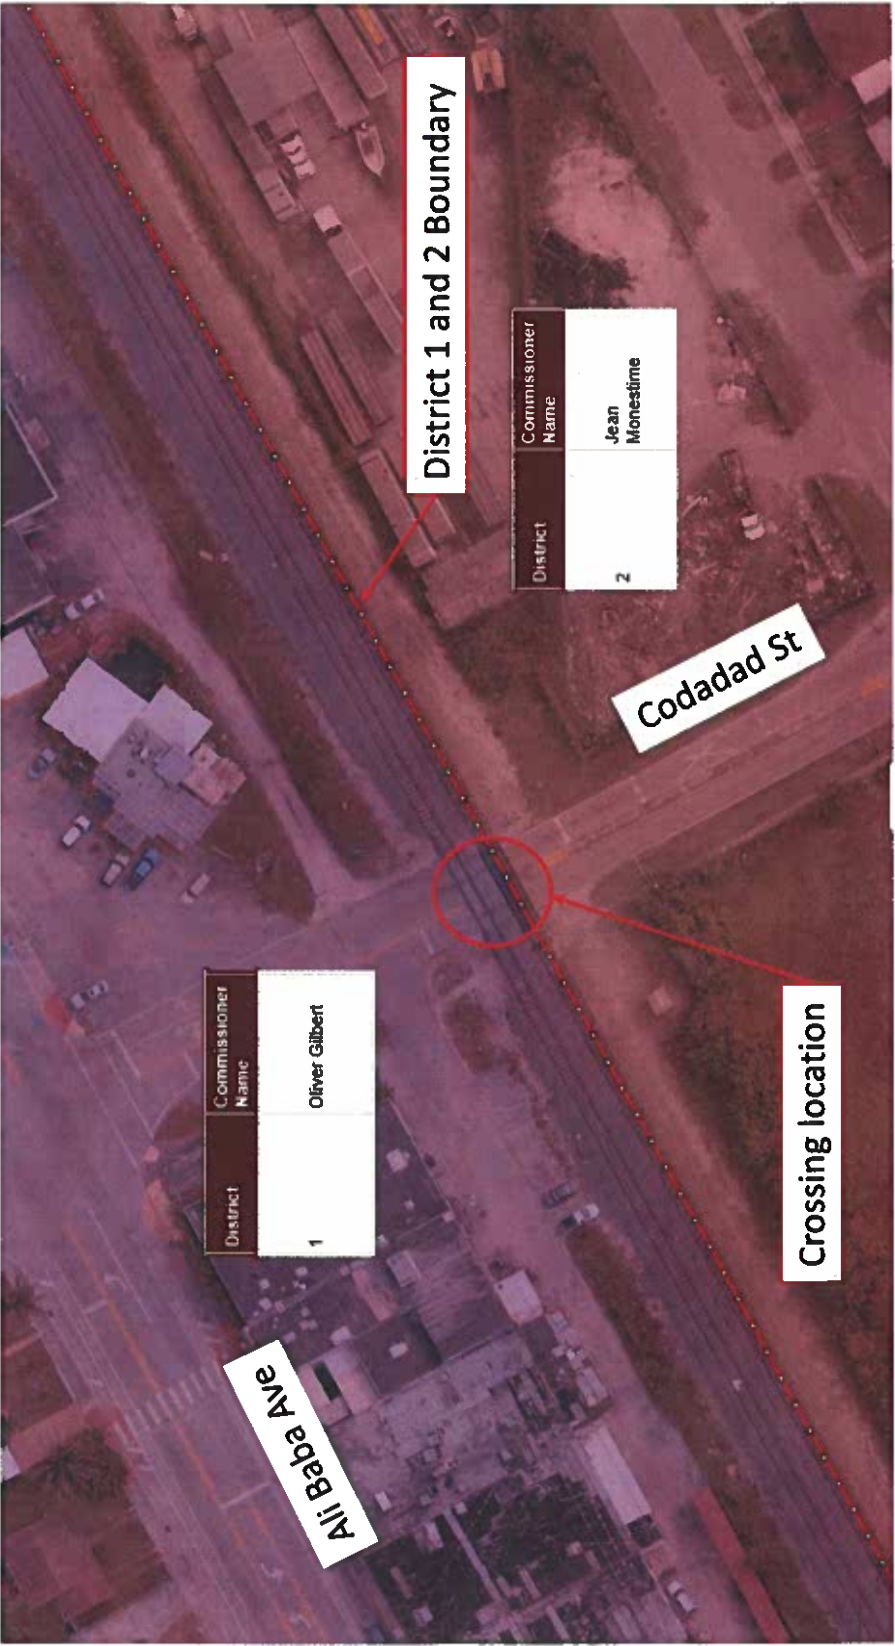 District 1 and 2 Boundary
District
Commissioner
Name
2
Jean
Monestime
Codadad St
District
Commissioner
Name
1
Oliver Gilbert
Ali Baba Ave
Crossing location